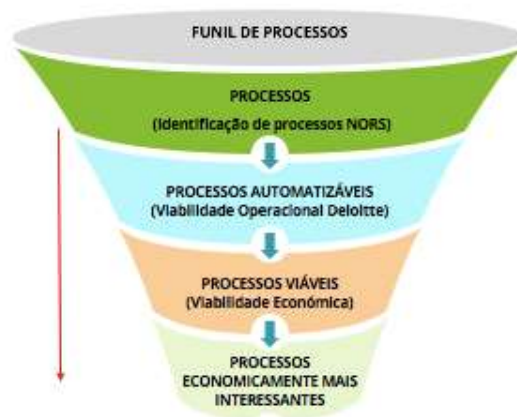 FUNIL DE PROCESSOS
PROCESSOS
(Identificação de processos NORS)
PROCESSOS AUTOMATIZÁVEIS
(Viabilidade Operacional Deloitte)
PROCESSOS VIÁVEIS
(Viabilidade Económica)
PROCESSOS
ECONOMICAMENTE MAIS
INTERESSANTES